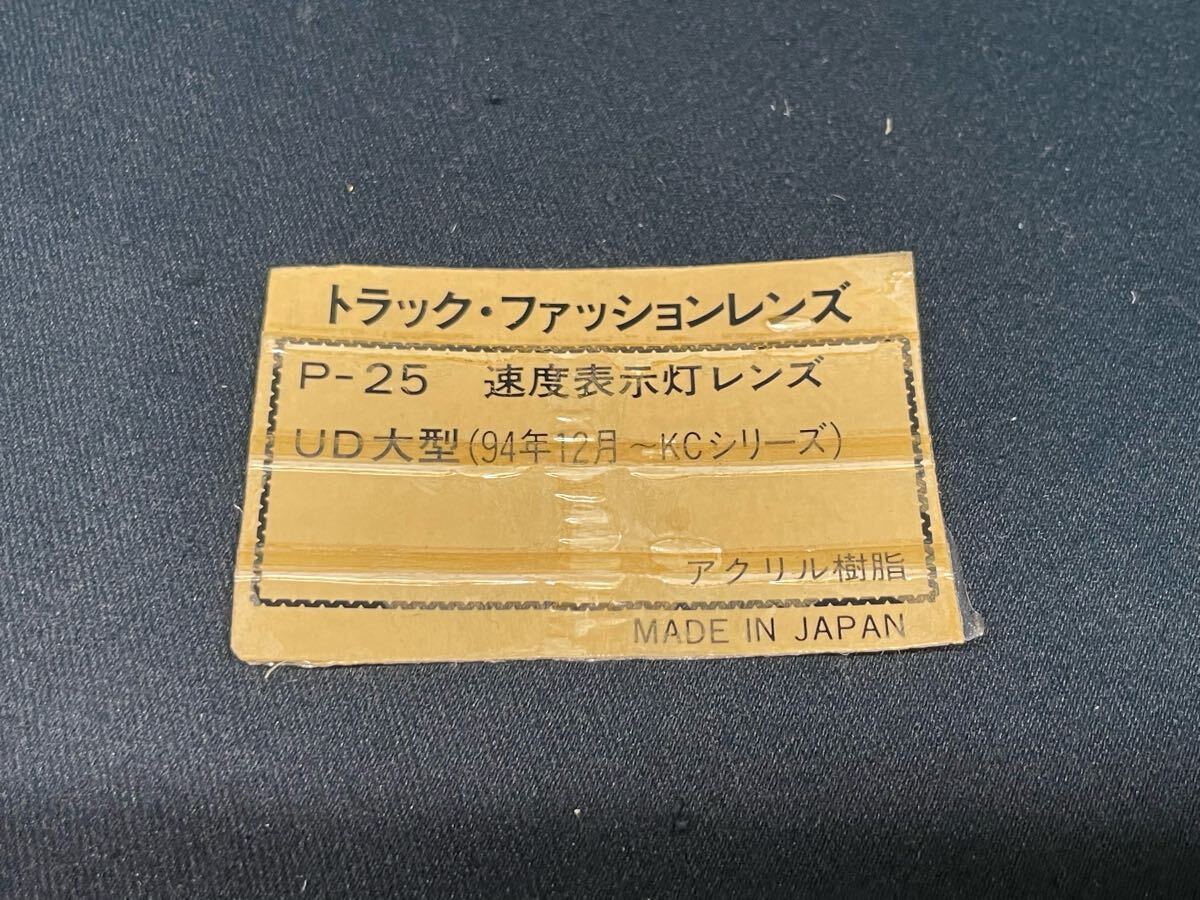 トラック・ファッションレンズ
P-25 速度表示灯レンズ
UD大型(94年12月~KCシリーズ)
アクリル樹脂
MADE IN JAPAN